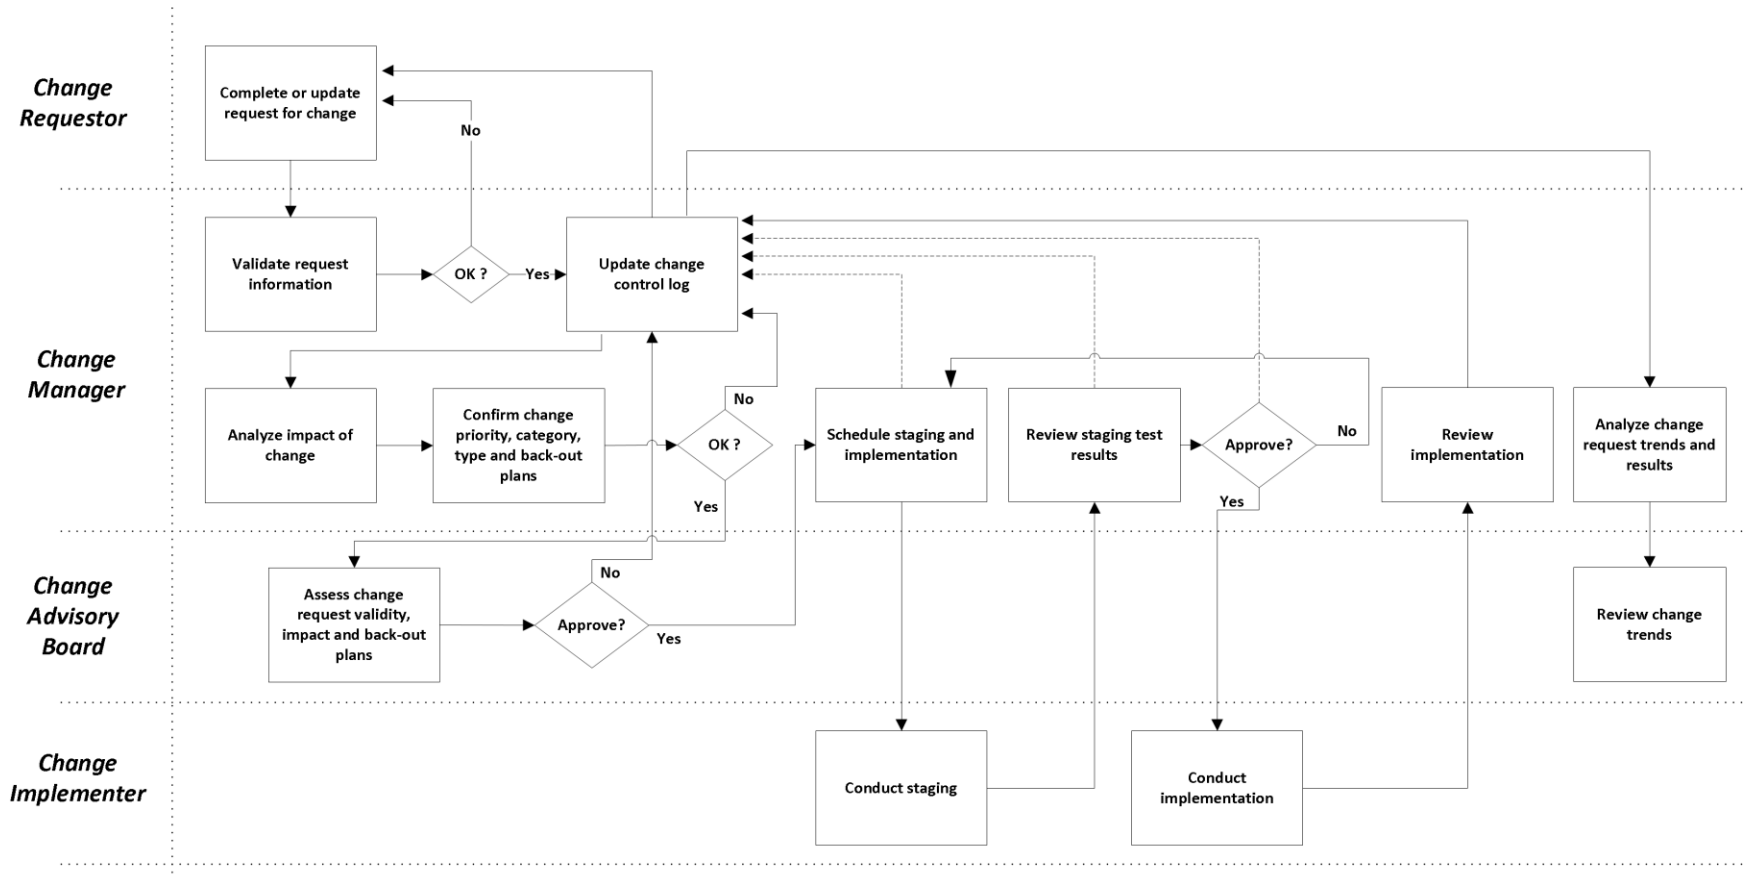 Change
Requestor
Complete or update
request for change
No
Change
Manager
Validate request
information
OK ?
Yes
Update change
control log
Analyze impact of
change
Confirm change
priority, category,
type and back-out
plans
OK ?
No
Yes
Schedule staging and
implementation
Review staging test
results
Approve?
No
Yes
Review
implementation
Analyze change
request trends and
results
Change
Advisory
Board
Assess change
request validity,
impact and back-out
plans
Approve?
No
Yes
Review change
trends
Change
Implementer
Conduct staging
Conduct
implementation